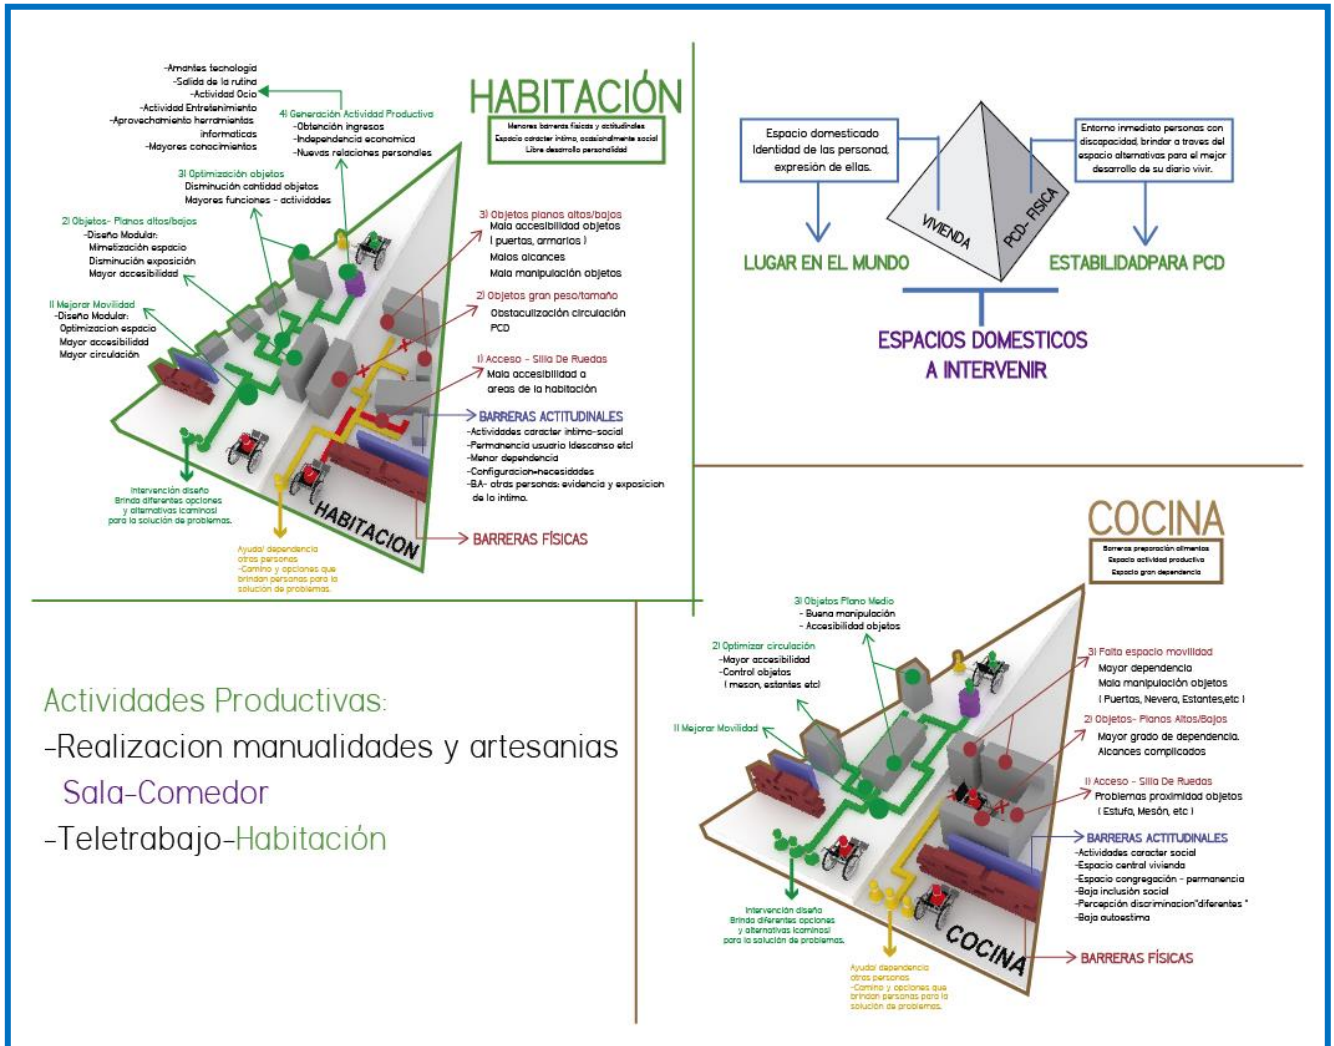 HABITACIÓN
Menores barreras físicas y actitudinales
Espacio caracter íntimo, ocasionalmente social
Libre desarrollo personalidad
-Amantes tecnologia
-Salida de la rutina
-Actividad Ocio
-Actividad Entretenimiento
-Aprovechamiento herramientas
informaticas
-Mayores conocimientos
4) Generación Actividad Productiva
-Obtención ingresos
-Independencia economica
-Nuevas relaciones personales
3) Optimización objetos
Disminución cantidad objetos
Mayores funciones - actividades
2) Objetos- Planos altos/bajos
-Diseño Modular:
Mimetización espacio
Disminución exposición
Mayor accesibilidad
1) Mejorar Movilidad
-Diseño Modular:
Optimizacion espacio
Mayor accesibilidad
Mayor circulación
3) Objetos planos altos/bajos
Mala accesibilidad objetos
( puertas, armarios )
Malos alcances
Mala manipulación objetos
2) Objetos gran peso/tamaño
Obstaculización circulación
PCD
1) Acceso - Silla De Ruedas
Mala accesibilidad a
areas de la habitación
BARRERAS ACTITUDINALES
-Actividades caracter intimo-social
-Permanencia usuario (descanso etc)
-Menor dependencia
-Configuracion=necesidades
-BA- otras personas: evidencia y exposicion
de lo intimo.
BARRERAS FÍSICAS
HABITACION
Intervención diseño
Brinda diferentes opciones
y alternativas (caminos)
para la solución de problemas.
Ayuda/ dependencia
otras personas
-Camino y opciones que
brindan personas para la
solución de problemas.
Espacio domesticado
Identidad de las personad,
expresión de ellas.
Entorno inmediato personas con
discapacidad, brindar a traves del
espacio alternativas para el mejor
desarrollo de su diario vivir.
VIVIENDA
PCD- FISICA
LUGAR EN EL MUNDO
ESTABILIDADPARA PCD
ESPACIOS DOMESTICOS
A INTERVENIR
Actividades Productivas:
-Realizacion manualidades y artesanias
Sala-Comedor
-Teletrabajo-Habitación
COCINA
Barreras preparación alimentos
Espacio actividad productiva
Espacio gran dependencia
3) Objetos Plano Medio
- Buena manipulación
- Accesibilidad objetos
2) Optimizar circulación
-Mayor accesibilidad
-Control objetos
( meson, estantes etc)
1) Mejorar Movilidad
3) Falta espacio movilidad
Mayor dependencia
Mala manipulación objetos
( Puertas, Nevera, Estantes,etc )
2) Objetos- Planos Altos/Bajos
Mayor grado de dependencia.
Alcances complicados
1) Acceso - Silla De Ruedas
Problemas proximidad objetos
( Estufa, Mesón, etc )
BARRERAS ACTITUDINALES
-Actividades caracter social
-Espacio central vivienda
-Espacio congregación - permanencia
-Baja inclusión social
-Percepción discriminacion"diferentes "
-Baja autoestima
BARRERAS FÍSICAS
COCINA
Intervención diseño
Brinda diferentes opciones
y alternativas (caminos)
para la solución de problemas.
Ayuda/ dependencia
otras personas
-Camino y opciones que
brindan personas para la
solución de problemas.